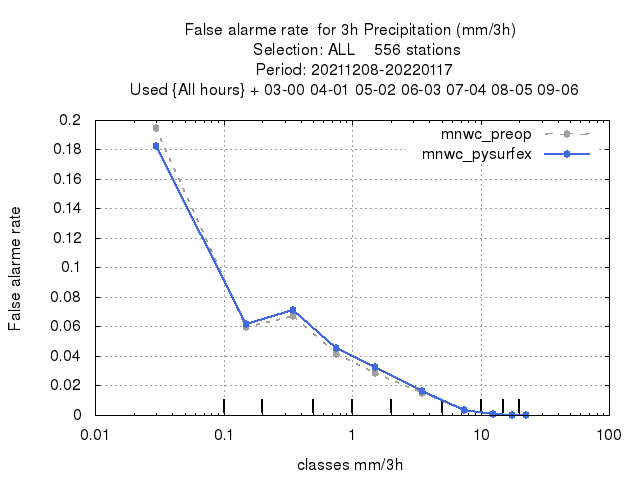 False alarme rate  for 3h Precipitation (mm/3h)
Selection: ALL    556 stations
Period: 20211208-20220117
Used {All hours} + 03-00 04-01 05-02 06-03 07-04 08-05 09-06
mnwc_preop
mnwc_pysurfex
0.2
0.18
0.16
0.14
0.12
0.1
0.08
0.06
0.04
0.02
0
False alarme rate
0.01 0.1 1 10 100
classes mm/3h